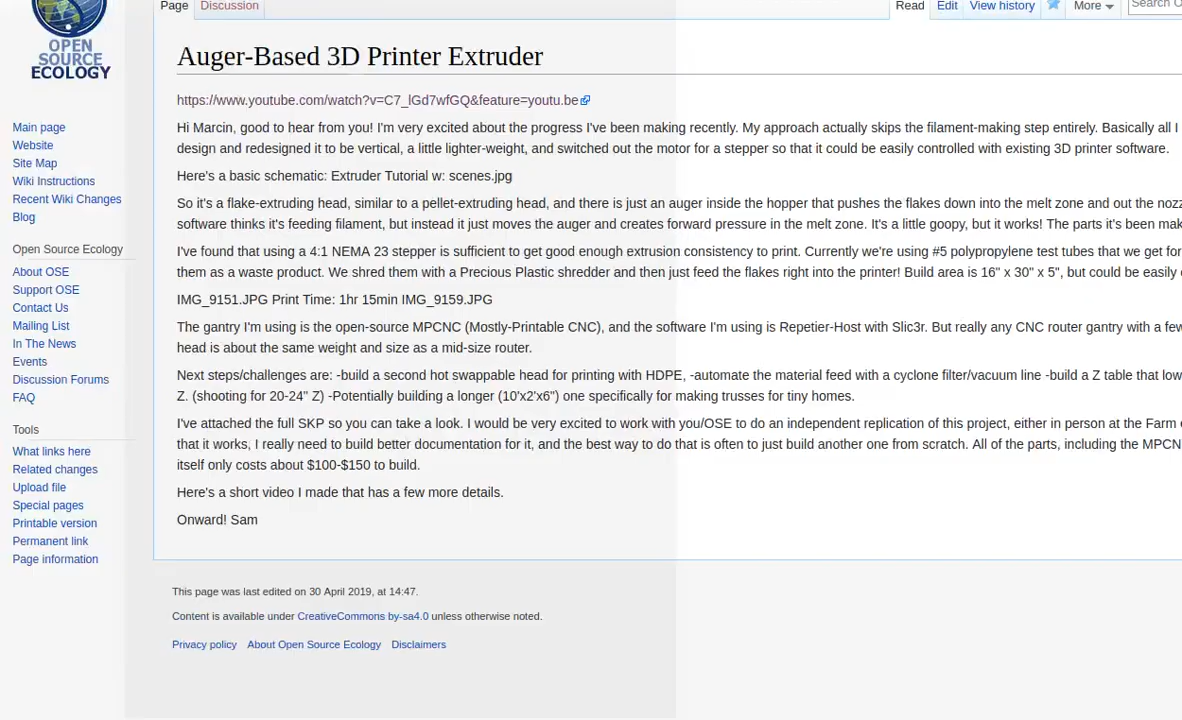 Page Discussion Read Edit View history More Search O
OPEN
SOURCE
ECOLOGY
Main page
Website
Site Map
Wiki Instructions
Recent Wiki Changes
Blog
Open Source Ecology
About OSE
Support OSE
Contact Us
Mailing List
In The News
Events
Discussion Forums
FAQ
Tools
What links here
Related changes
Upload file
Special pages
Printable version
Permanent link
Page information
Auger-Based 3D Printer Extruder
https://www.youtube.com/watch?v=C7_lGd7wfGQ&feature=youtu.be
Hi Marcin, good to hear from you! I'm very excited about the progress I've been making recently. My approach actually skips the filament-making step entirely. Basically all I
design and redesigned it to be vertical, a little lighter-weight, and switched out the motor for a stepper so that it could be easily controlled with existing 3D printer software.
Here's a basic schematic: Extruder Tutorial w: scenes.jpg
So it's a flake-extruding head, similar to a pellet-extruding head, and there is just an auger inside the hopper that pushes the flakes down into the melt zone and out the nozz
software thinks it's feeding filament, but instead it just moves the auger and creates forward pressure in the melt zone. It's a little goopy, but it works! The parts it's been mak
I've found that using a 4:1 NEMA 23 stepper is sufficient to get good enough extrusion consistency to print. Currently we're using #5 polypropylene test tubes that we get for
them as a waste product. We shred them with a Precious Plastic shredder and then just feed the flakes right into the printer! Build area is 16" x 30" x 5", but could be easily
IMG_9151.JPG Print Time: 1hr 15min IMG_9159.JPG
The gantry I'm using is the open-source MPCNC (Mostly-Printable CNC), and the software I'm using is Repetier-Host with Slic3r. But really any CNC router gantry with a few
head is about the same weight and size as a mid-size router.
Next steps/challenges are: -build a second hot swappable head for printing with HDPE, -automate the material feed with a cyclone filter/vacuum line -build a Z table that low
Z. (shooting for 20-24" Z) -Potentially building a longer (10'x2'x6") one specifically for making trusses for tiny homes.
I've attached the full SKP so you can take a look. I would be very excited to work with you/OSE to do an independent replication of this project, either in person at the Farm
that it works, I really need to build better documentation for it, and the best way to do that is often to just build another one from scratch. All of the parts, including the MPCN
itself only costs about $100-$150 to build.
Here's a short video I made that has a few more details.
Onward! Sam
This page was last edited on 30 April 2019, at 14:47.
Content is available under CreativeCommons by-sa4.0 unless otherwise noted.
Privacy policy About Open Source Ecology Disclaimers